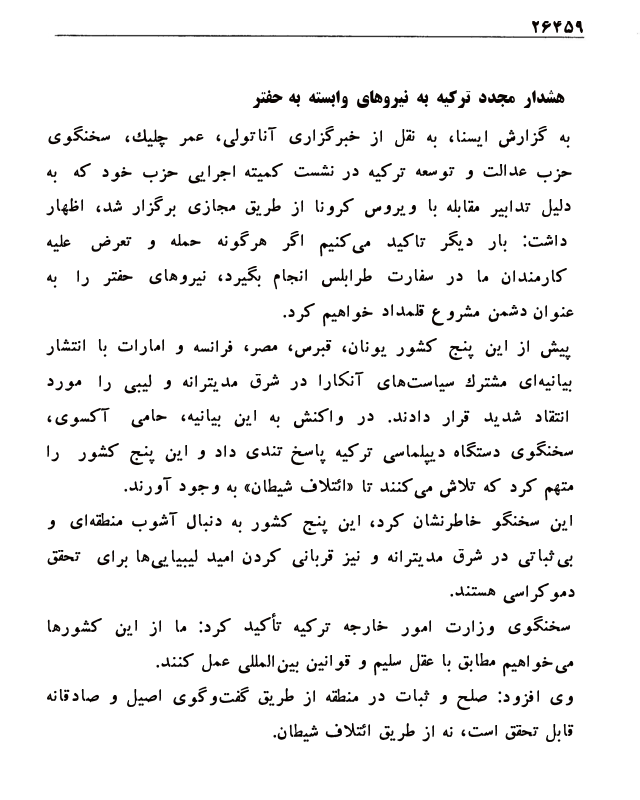 ۲۶۴۵۹
هشدار مجدد ترکیه به نیروهای وابسته به حفتر
به گزارش ایسنا، به نقل از خبرگزاری آناتولی، عمر چلیك، سخنگوی
حزب عدالت و توسعه ترکیه در نشست کمیته اجرایی حزب خود که به
دلیل تدابیر مقابله با ویروس کرونا از طریق مجازی برگزار شد، اظهار
داشت: بار دیگر تاکید می‌کنیم اگر هرگونه حمله و تعرض علیه
کارمندان ما در سفارت طرابلس انجام بگیرد، نیروهای حفتر را به
عنوان دشمن مشروع قلمداد خواهیم کرد.
پیش از این پنج کشور یونان، قبرس، مصر، فرانسه و امارات با انتشار
بیانیه‌ای مشترك سیاست‌های آنکارا در شرق مدیترانه و لیبی را مورد
انتقاد شدید قرار دادند. در واکنش به این بیانیه، حامی آکسوی،
سخنگوی دستگاه دیپلماسی ترکیه پاسخ تندی داد و این پنج کشور را
متهم کرد که تلاش می‌کنند تا «ائتلاف شیطان» به وجود آورند.
این سخنگو خاطرنشان کرد، این پنج کشور به دنبال آشوب منطقه‌ای و
بی‌ثباتی در شرق مدیترانه و نیز قربانی کردن امید لیبیایی‌ها برای تحقق
دموکراسی هستند.
سخنگوی وزارت امور خارجه ترکیه تأکید کرد: ما از این کشورها
می‌خواهیم مطابق با عقل سلیم و قوانین بین‌المللی عمل کنند.
وی افزود: صلح و ثبات در منطقه از طریق گفت‌وگوی اصیل و صادقانه
قابل تحقق است، نه از طریق ائتلاف شیطان.